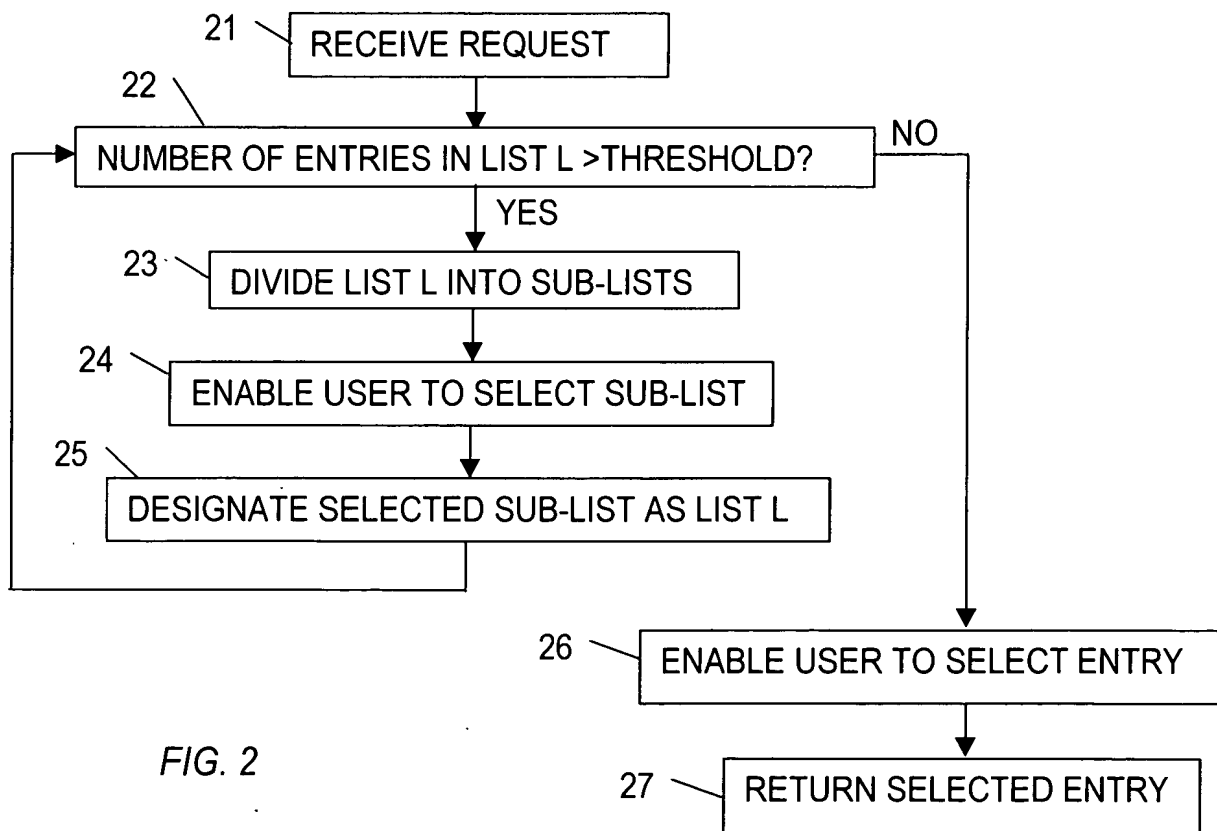 21
RECEIVE REQUEST
22
NUMBER OF ENTRIES IN LIST L >THRESHOLD?
NO
YES
23
DIVIDE LIST L INTO SUB-LISTS
24
ENABLE USER TO SELECT SUB-LIST
25
DESIGNATE SELECTED SUB-LIST AS LIST L
26
ENABLE USER TO SELECT ENTRY
27
RETURN SELECTED ENTRY
FIG. 2